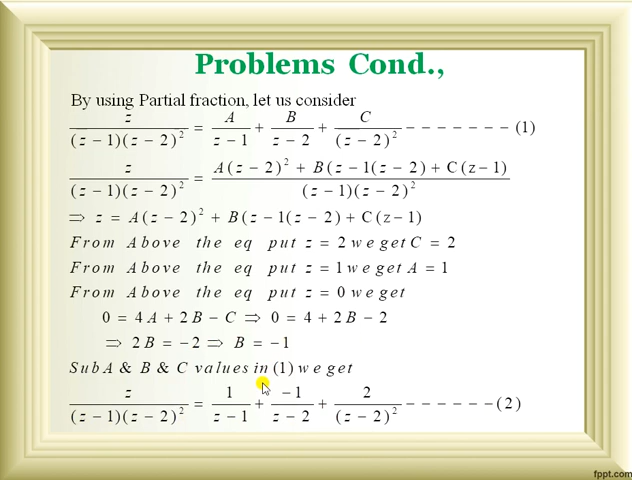 Problems Cond.,
By using Partial fraction, let us consider
z / (z − 1)(z − 2)² = A / z − 1 + B / z − 2 + C / (z − 2)² − − − − − − − (1)
z / (z − 1)(z − 2)² = A(z − 2)² + B(z − 1(z − 2) + C(z−1) / (z − 1)(z − 2)²
⇒ z = A(z − 2)² + B(z − 1(z − 2) + C(z−1)
From Above the eq put z = 2 we get C = 2
From Above the eq put z = 1 we get A = 1
From Above the eq put z = 0 we get
0 = 4A + 2B − C ⇒ 0 = 4 + 2B − 2
⇒ 2B = −2 ⇒ B = −1
Sub A & B & C values in (1) we get
z / (z − 1)(z − 2)² = 1 / z − 1 + −1 / z − 2 + 2 / (z − 2)² − − − − − − (2)
fppt.com